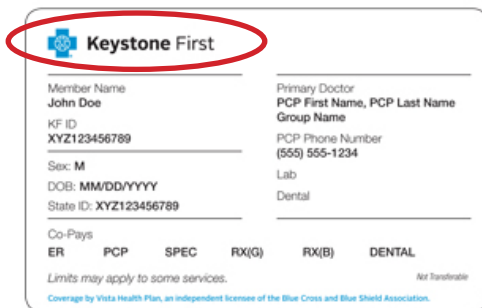 Keystone First
Member Name
John Doe
KF ID
XYZ123456789
Sex: M
DOB: MM/DD/YYYY
State ID: XYZ123456789
Primary Doctor
PCP First Name, PCP Last Name
Group Name
PCP Phone Number
(555) 555-1234
Lab
Dental
Co-Pays
ER PCP SPEC RX(G) RX(B) DENTAL
Limits may apply to some services. Not Transferable
Coverage by Vista Health Plan, an independent licensee of the Blue Cross and Blue Shield Association.